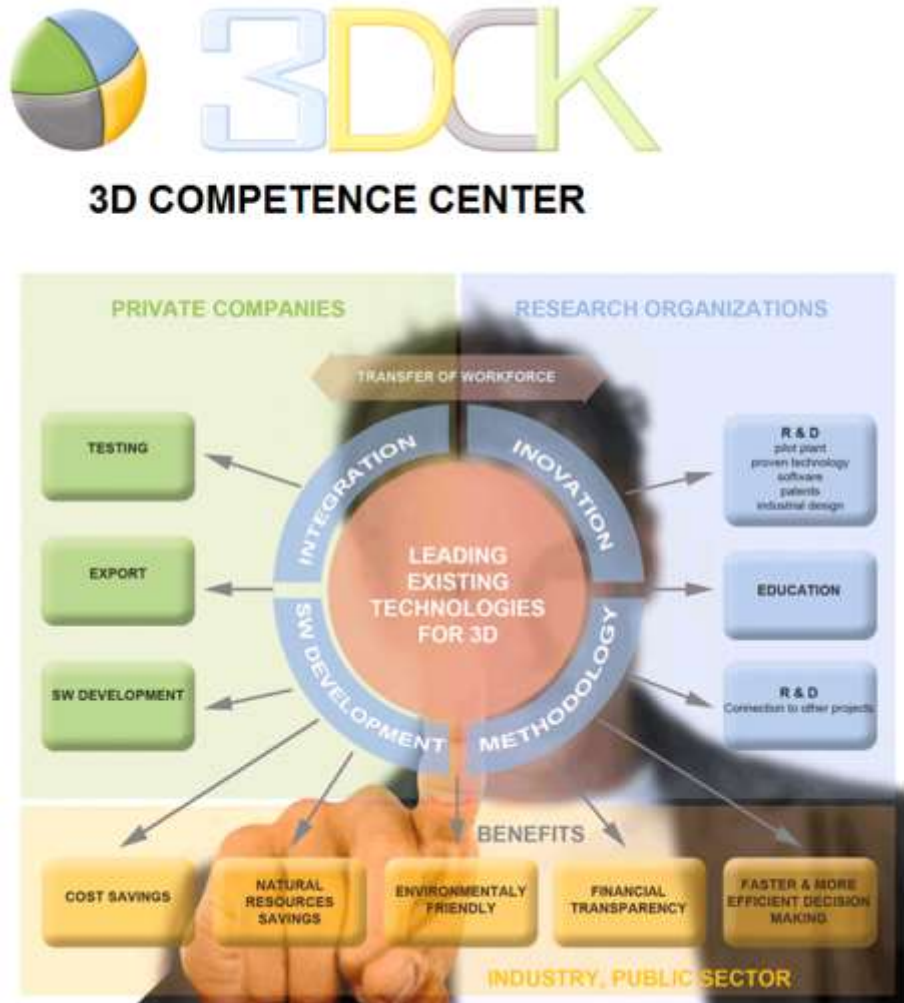 3DCK
3D COMPETENCE CENTER
PRIVATE COMPANIES
RESEARCH ORGANIZATIONS
TRANSFER OF WORKFORCE
INTEGRATION
INOVATION
SW DEVELOPMENT
METHODOLOGY
LEADING
EXISTING
TECHNOLOGIES
FOR 3D
TESTING
EXPORT
SW DEVELOPMENT
R & D
pilot plant
proven technology
software
patents
industrial design
EDUCATION
R & D
Connection to other projects
BENEFITS
COST SAVINGS
NATURAL
RESOURCES
SAVINGS
ENVIRONMENTALY
FRIENDLY
FINANCIAL
TRANSPARENCY
FASTER & MORE
EFFICIENT DECISION
MAKING
INDUSTRY, PUBLIC SECTOR